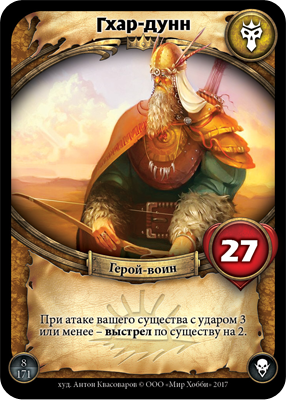 Гхар-дунн
27
Герой-воин
При атаке вашего существа с ударом 3
или менее – выстрел по существу на 2.
8
171
худ. Антон Квасоваров © ООО «Мир Хобби» 2017